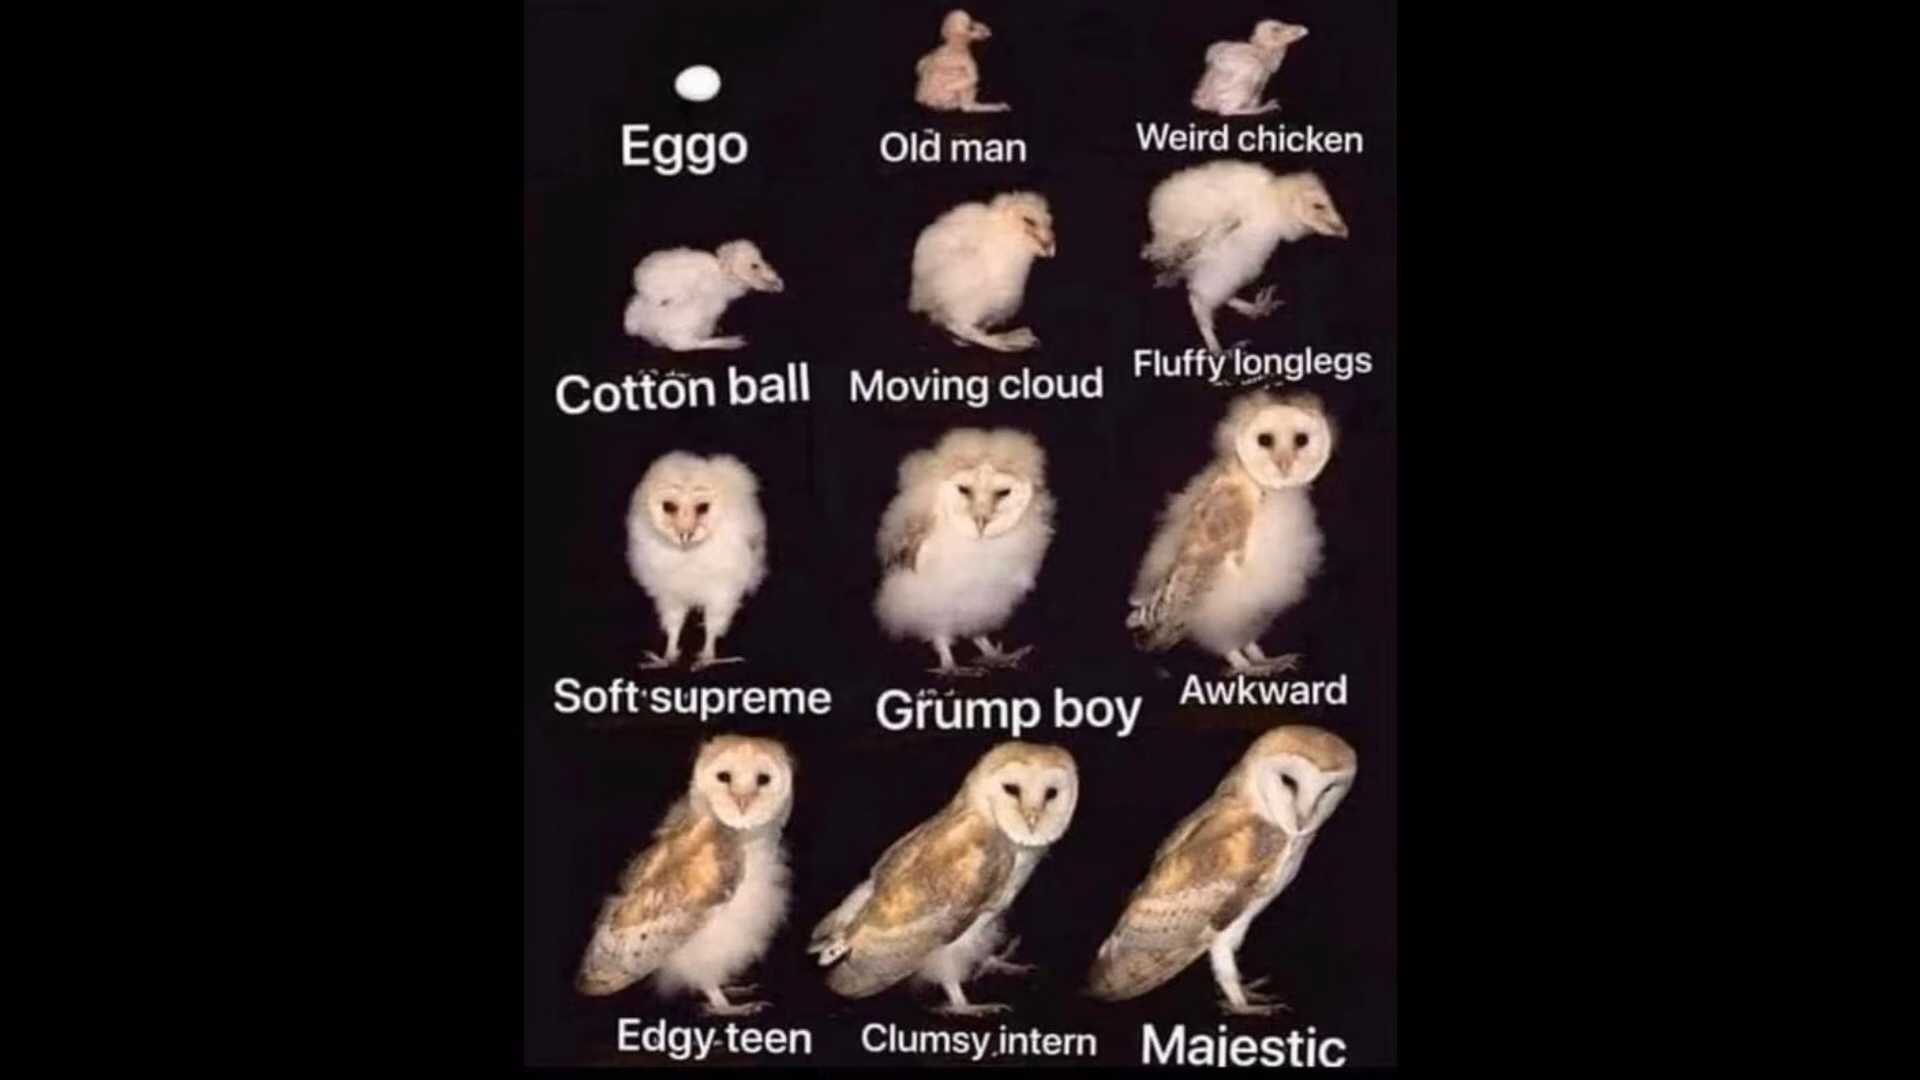 Eggo
Old man
Weird chicken
Cotton ball
Moving cloud
Fluffy longlegs
Soft supreme
Grump boy
Awkward
Edgy teen
Clumsy intern
Majestic